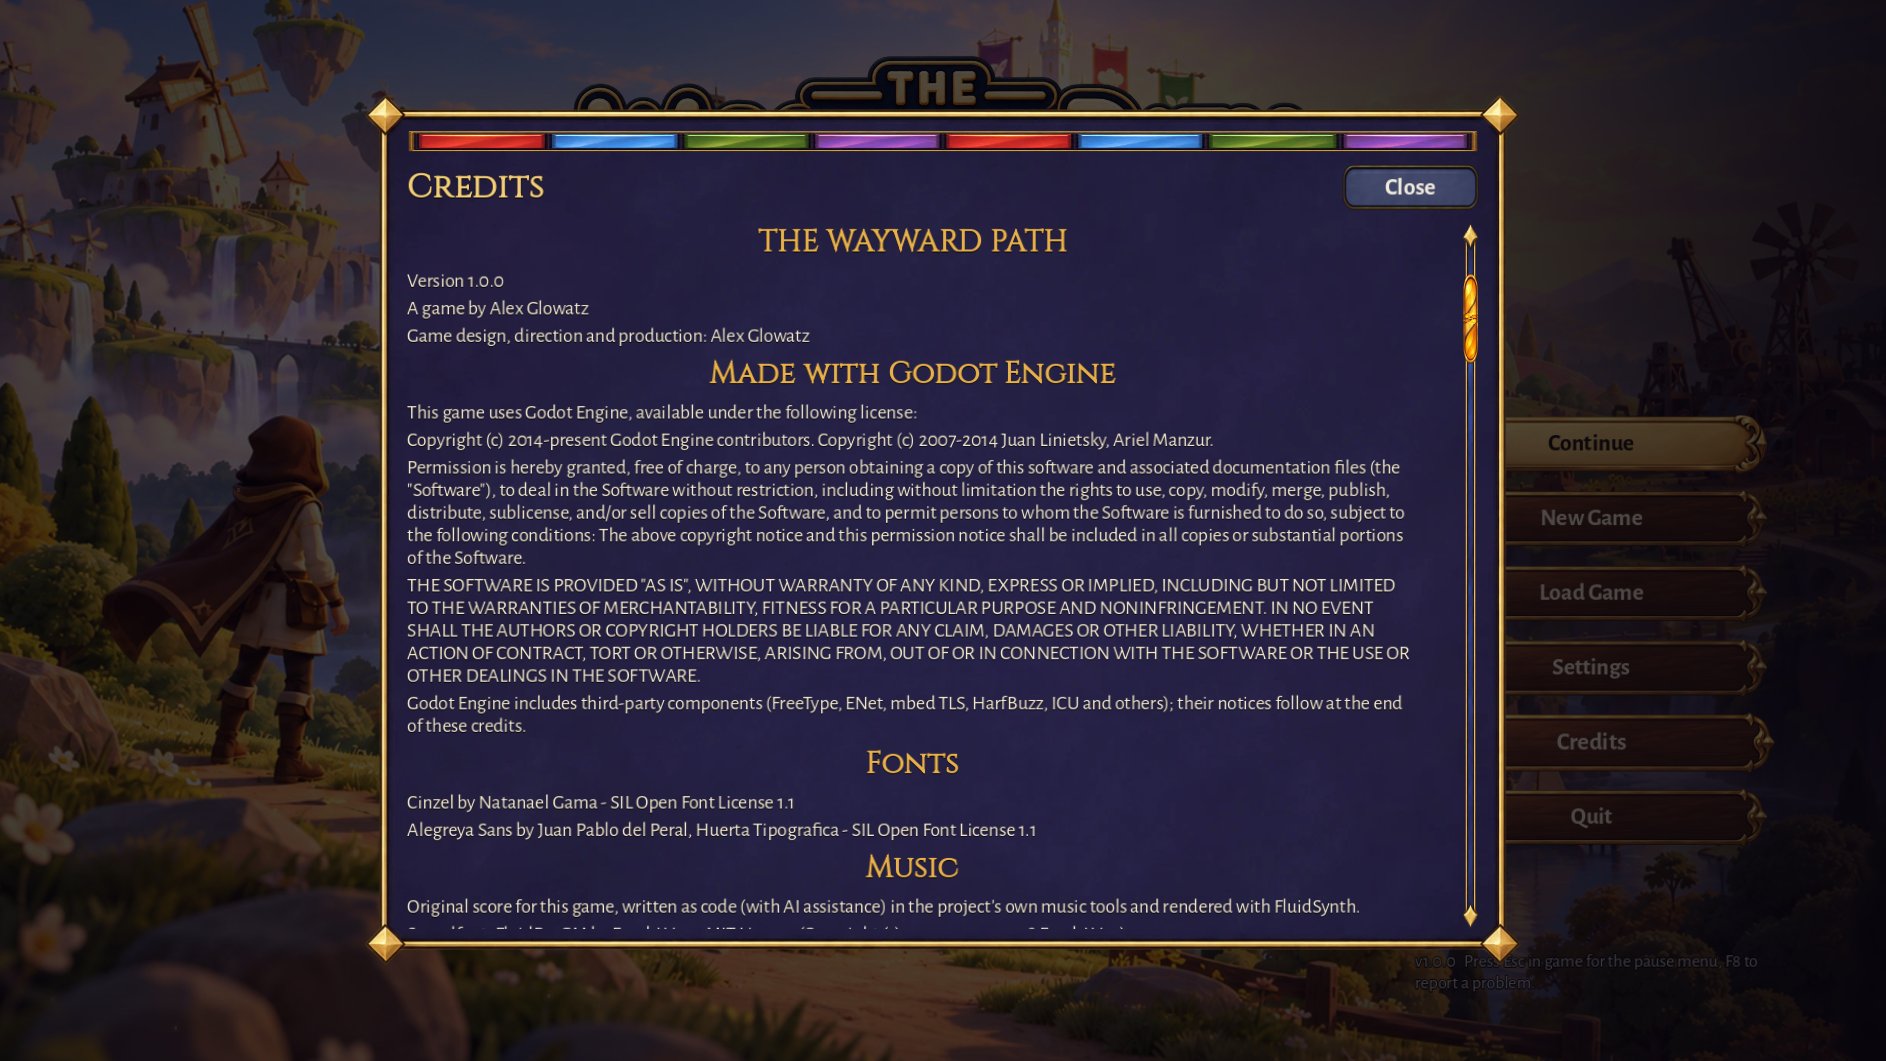 THE
Credits
Close
THE WAYWARD PATH
Version 1.0.0
A game by Alex Glowatz
Game design, direction and production: Alex Glowatz
Made with Godot Engine
This game uses Godot Engine, available under the following license:
Copyright (c) 2014-present Godot Engine contributors. Copyright (c) 2007-2014 Juan Linietsky, Ariel Manzur.
Permission is hereby granted, free of charge, to any person obtaining a copy of this software and associated documentation files (the
"Software"), to deal in the Software without restriction, including without limitation the rights to use, copy, modify, merge, publish,
distribute, sublicense, and/or sell copies of the Software, and to permit persons to whom the Software is furnished to do so, subject to
the following conditions: The above copyright notice and this permission notice shall be included in all copies or substantial portions
of the Software.
THE SOFTWARE IS PROVIDED "AS IS", WITHOUT WARRANTY OF ANY KIND, EXPRESS OR IMPLIED, INCLUDING BUT NOT LIMITED
TO THE WARRANTIES OF MERCHANTABILITY, FITNESS FOR A PARTICULAR PURPOSE AND NONINFRINGEMENT. IN NO EVENT
SHALL THE AUTHORS OR COPYRIGHT HOLDERS BE LIABLE FOR ANY CLAIM, DAMAGES OR OTHER LIABILITY, WHETHER IN AN
ACTION OF CONTRACT, TORT OR OTHERWISE, ARISING FROM, OUT OF OR IN CONNECTION WITH THE SOFTWARE OR THE USE OR
OTHER DEALINGS IN THE SOFTWARE.
Godot Engine includes third-party components (FreeType, ENet, mbed TLS, HarfBuzz, ICU and others); their notices follow at the end
of these credits.
Fonts
Cinzel by Natanael Gama - SIL Open Font License 1.1
Alegreya Sans by Juan Pablo del Peral, Huerta Tipografica - SIL Open Font License 1.1
Music
Original score for this game, written as code (with AI assistance) in the project's own music tools and rendered with FluidSynth.
Continue
New Game
Load Game
Settings
Credits
Quit
v1.0.0 Press Esc in game for the pause menu, F8 to
report a problem.